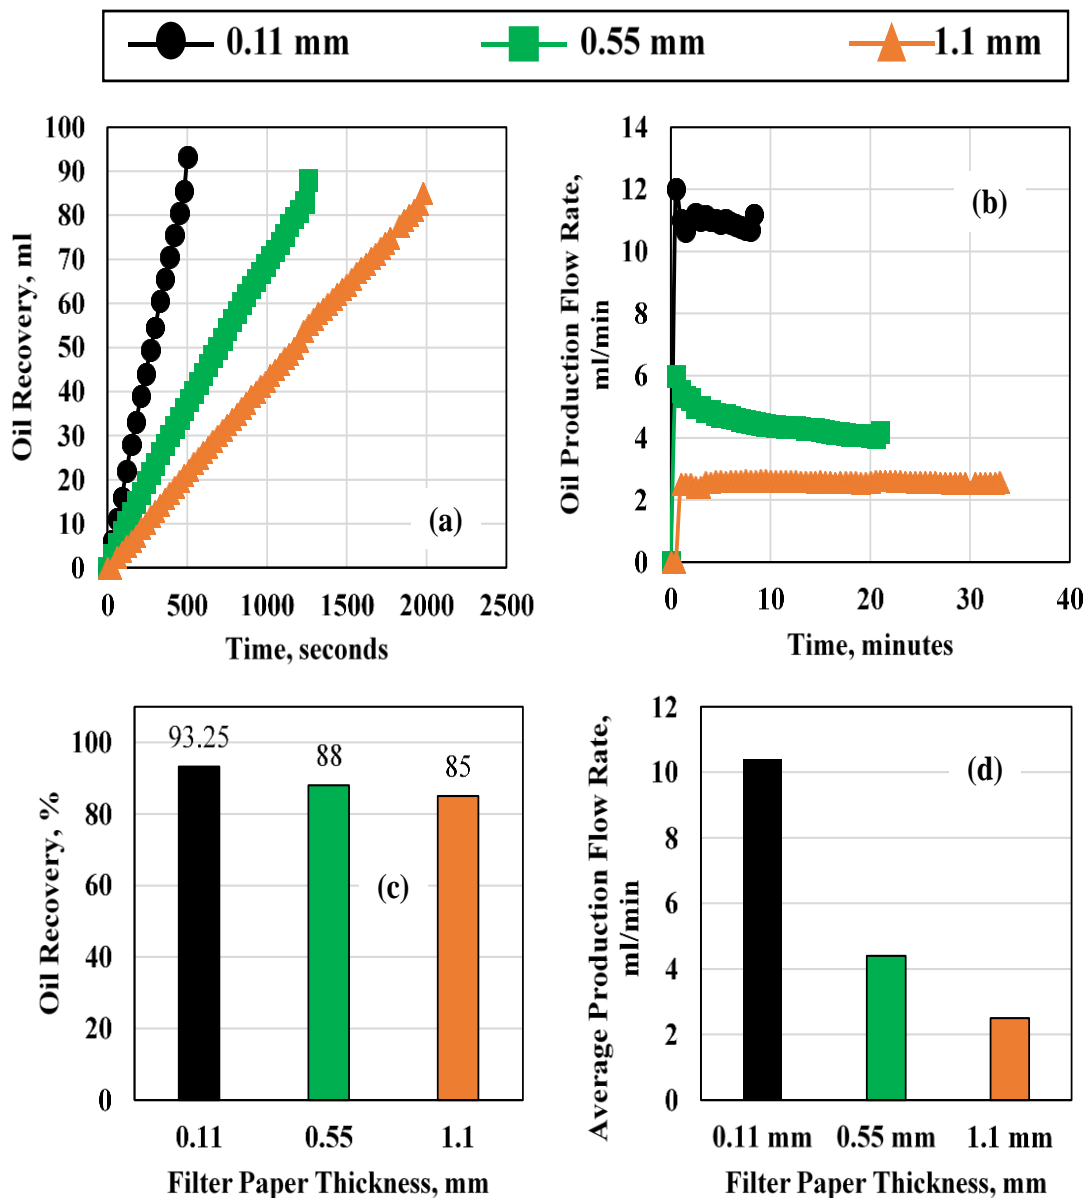 0.11 mm 0.55 mm 1.1 mm
100
90
80
70
60
50
40
30
20
10
0
Oil Recovery, ml
(a)
0 500 1000 1500 2000 2500
Time, seconds
14
12
10
8
6
4
2
0
Oil Production Flow Rate,
ml/min
(b)
0 10 20 30 40
Time, minutes
100
80
60
40
20
0
Oil Recovery, %
93.25
88
85
(c)
0.11 0.55 1.1
Filter Paper Thickness, mm
12
10
8
6
4
2
0
Average Production Flow Rate,
ml/min
(d)
0.11 mm 0.55 mm 1.1 mm
Filter Paper Thickness, mm